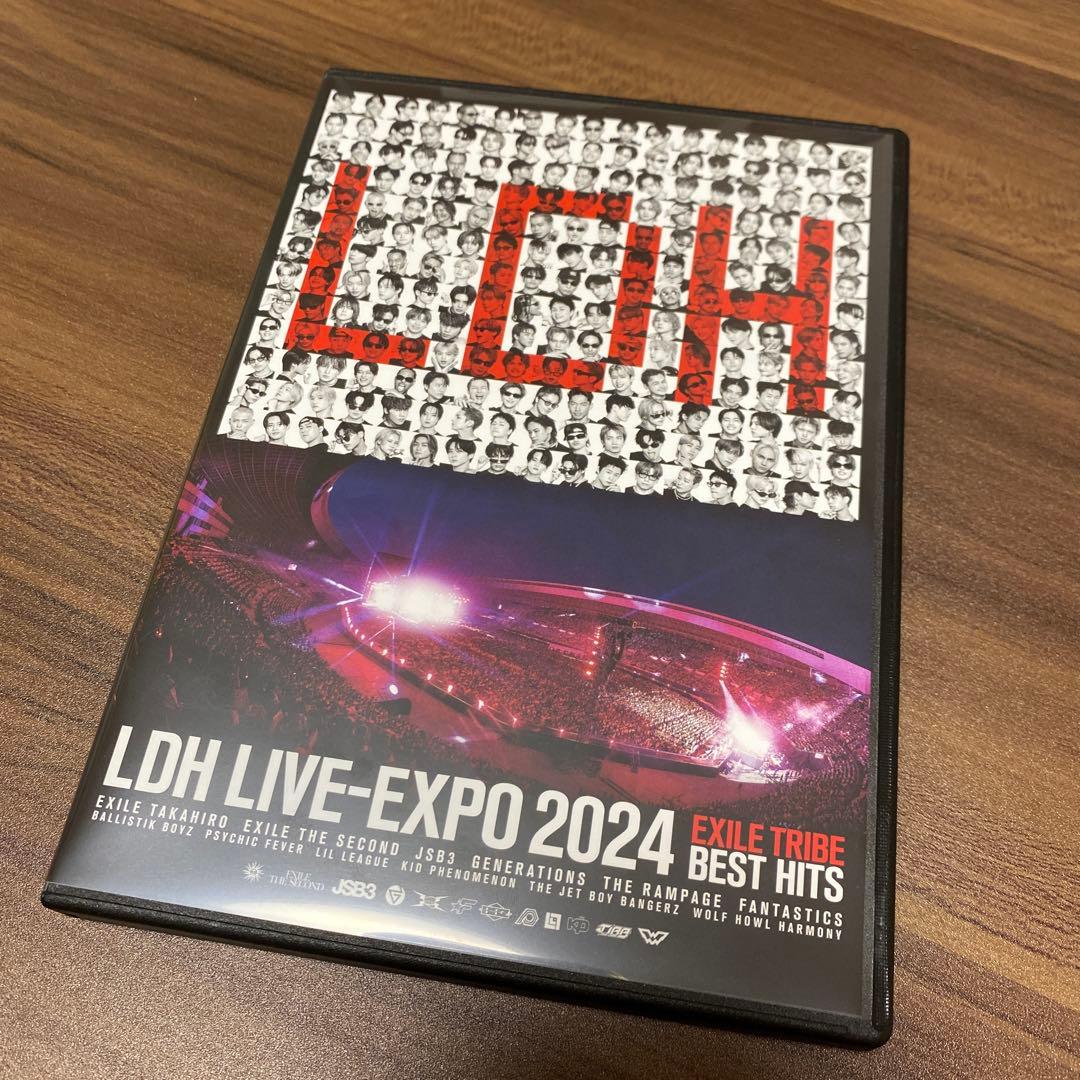 LDH
LDH LIVE-EXPO 2024 EXILE TRIBE BEST HITS
EXILE TAKAHIRO EXILE THE SECOND JSB3 GENERATIONS THE RAMPAGE FANTASTICS
BALLISTIK BOYZ PSYCHIC FEVER LIL LEAGUE KID PHENOMENON THE JET BOY BANGERZ WOLF HOWL HARMONY
EXILE THE SECOND JSB3